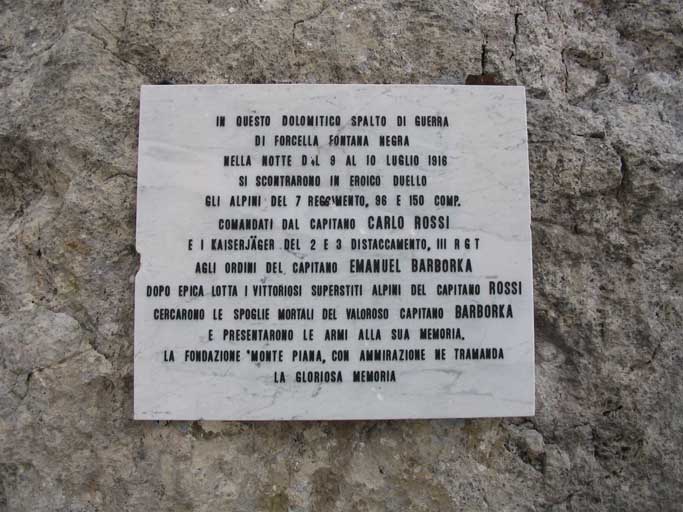 IN QUESTO DOLOMITICO SPALTO DI GUERRA
DI FORCELLA FONTANA NEGRA
NELLA NOTTE DAL 9 AL 10 LUGLIO 1916
SI SCONTRARONO IN EROICO DUELLO
GLI ALPINI DEL 7 REGGIMENTO, 96 E 150 COMP.
COMANDATI DAL CAPITANO CARLO ROSSI
E I KAISERJÄGER DEL 2 E 3 DISTACCAMENTO, III RGT
AGLI ORDINI DEL CAPITANO EMANUEL BARBORKA
DOPO EPICA LOTTA I VITTORIOSI SUPERSTITI ALPINI DEL CAPITANO ROSSI
CERCARONO LE SPOGLIE MORTALI DEL VALOROSO CAPITANO BARBORKA
E PRESENTARONO LE ARMI ALLA SUA MEMORIA.
LA FONDAZIONE "MONTE PIANA, CON AMMIRAZIONE NE TRAMANDA
LA GLORIOSA MEMORIA